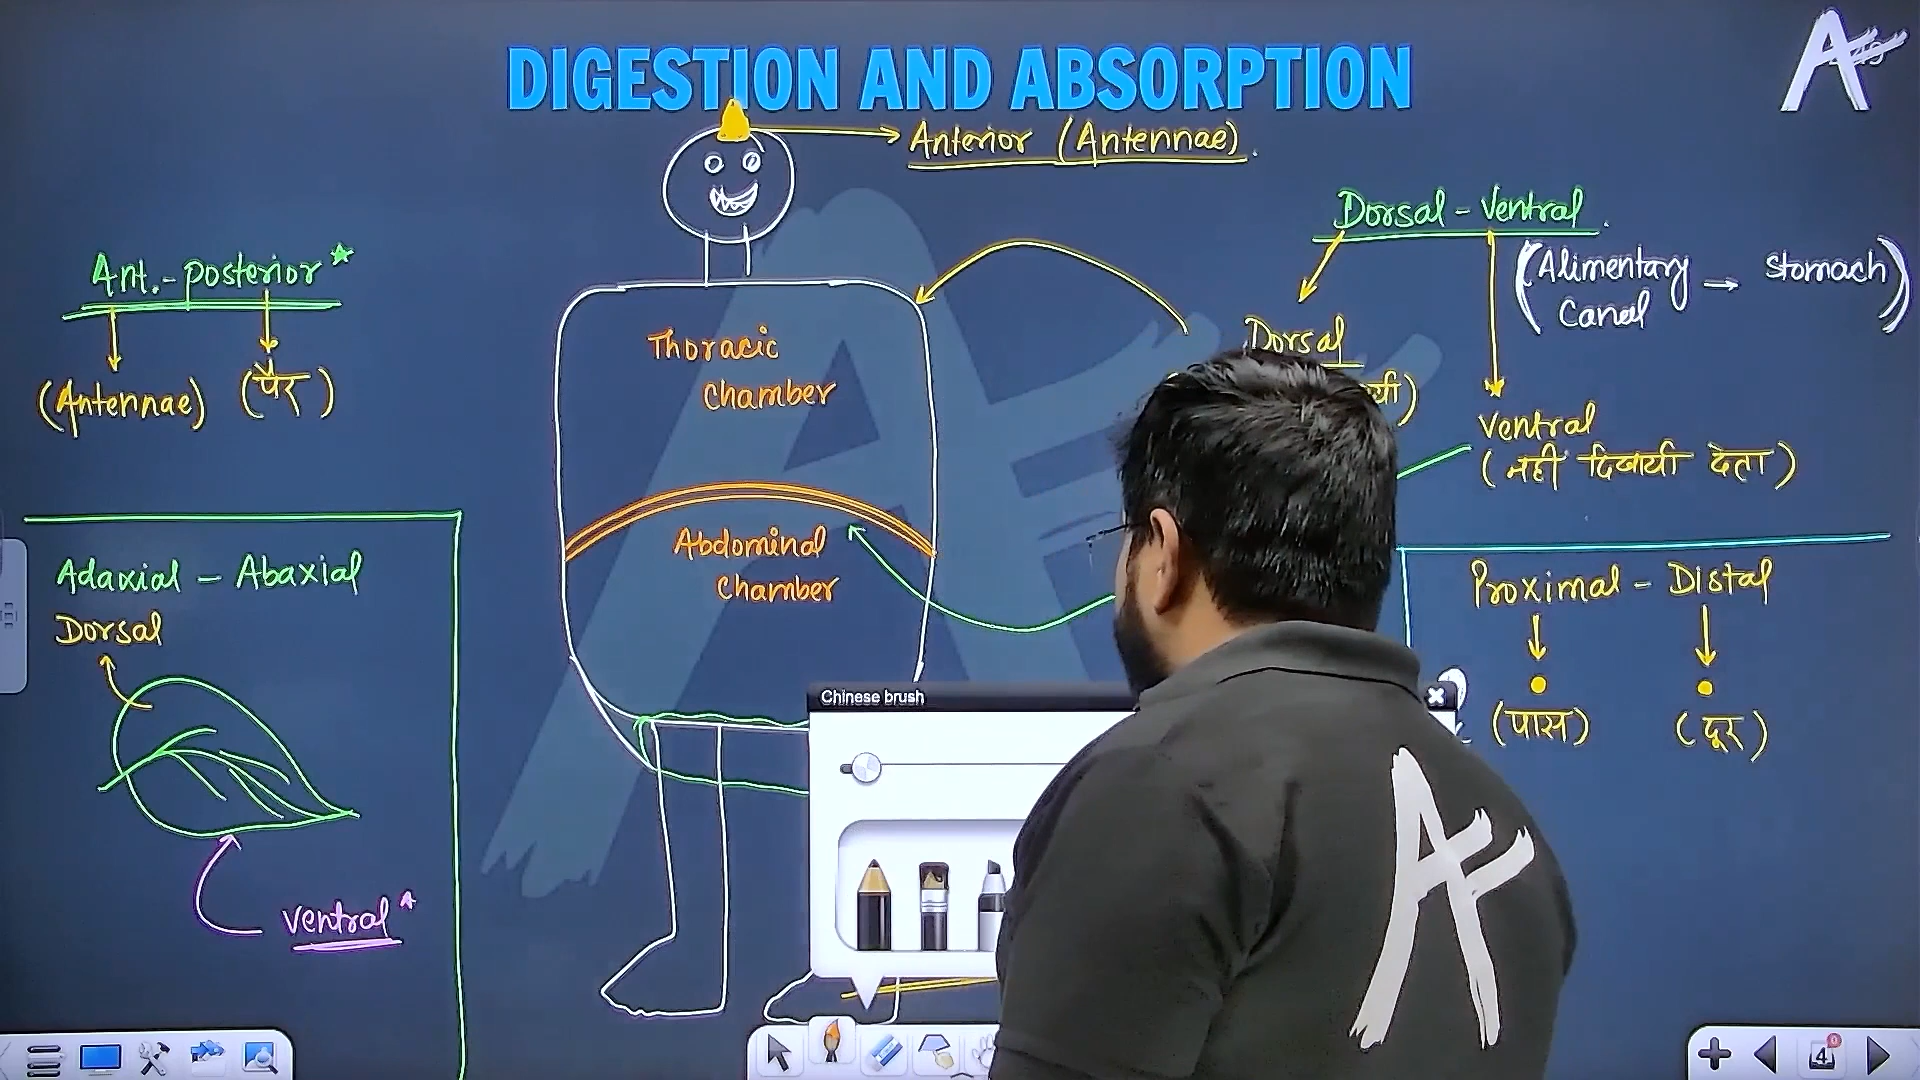 DIGESTION AND ABSORPTION
Anterior (Antennae).
Ant.-posterior
(Antennae) (पैर)
Dorsal - Ventral
(Alimentary Canal → Stomach)
Dorsal
Ventral
(नही दिखायी देता)
Thoracic
Chamber
Abdominal
Chamber
Adaxial - Abaxial
Dorsal
Ventral
Proximal - Distal
(पास) (दूर)
Chinese brush
4